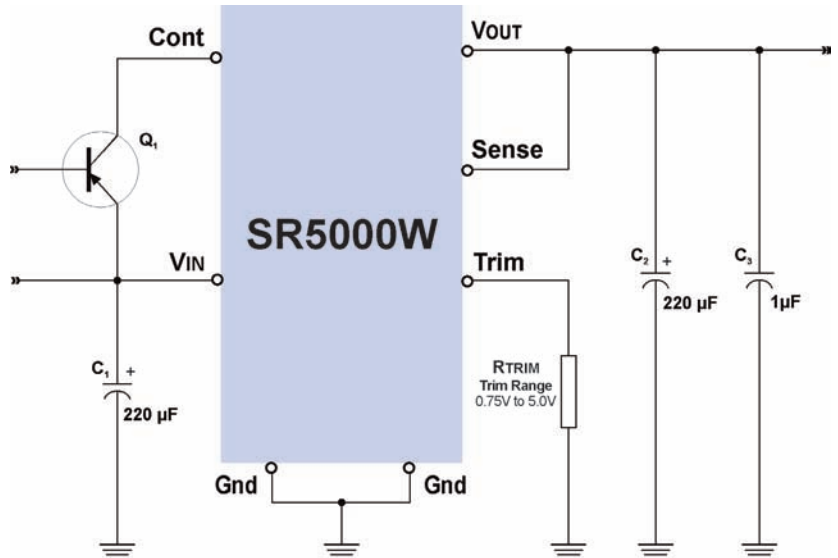 Cont
VOUT
Q1
Sense
SR5000W
VIN
Trim
C2 +
220 µF
C3
1µF
C1 +
220 µF
RTRIM
Trim Range
0.75V to 5.0V
Gnd
Gnd